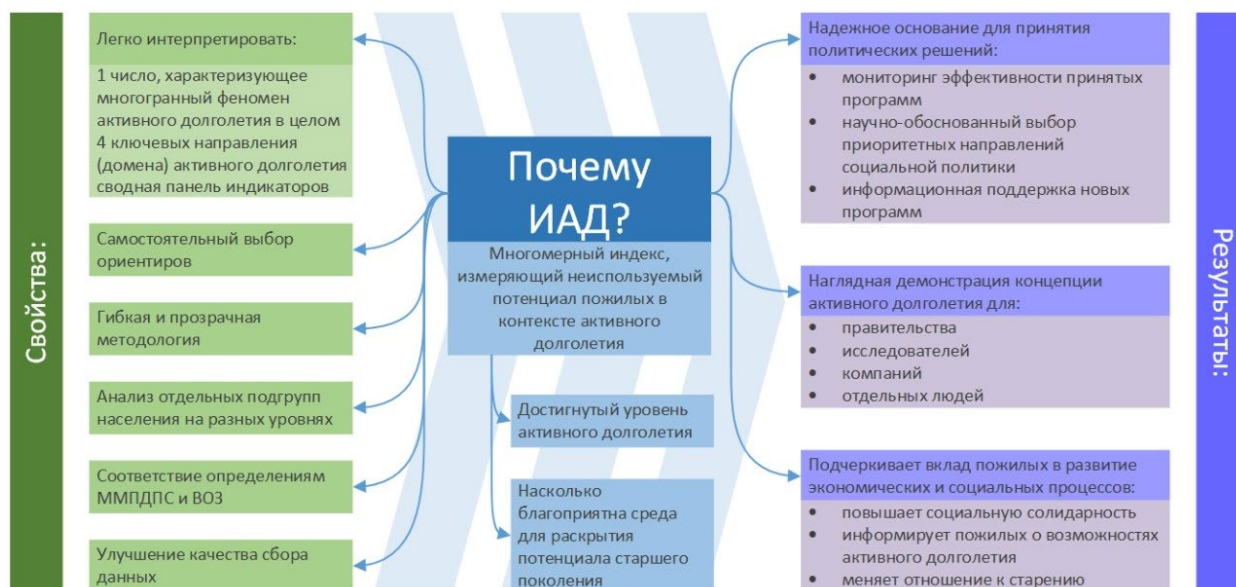 Свойства:
Легко интерпретировать:
1 число, характеризующее
многогранный феномен
активного долголетия в целом
4 ключевых направления
(домена) активного долголетия
сводная панель индикаторов
Самостоятельный выбор
ориентиров
Гибкая и прозрачная
методология
Анализ отдельных подгрупп
населения на разных уровнях
Соответствие определениям
ММПДПС и ВОЗ
Улучшение качества сбора
данных
Почему
ИАД?
Многомерный индекс,
измеряющий неиспользуемый
потенциал пожилых в
контексте активного
долголетия
Достигнутый уровень
активного долголетия
Насколько
благоприятна среда
для раскрытия
потенциала старшего
поколения
Надежное основание для принятия
политических решений:
• мониторинг эффективности принятых
программ
• научно-обоснованный выбор
приоритетных направлений
социальной политики
• информационная поддержка новых
программ
Наглядная демонстрация концепции
активного долголетия для:
• правительства
• исследователей
• компаний
• отдельных людей
Подчеркивает вклад пожилых в развитие
экономических и социальных процессов:
• повышает социальную солидарность
• информирует пожилых о возможностях
активного долголетия
• меняет отношение к старению
Результаты: